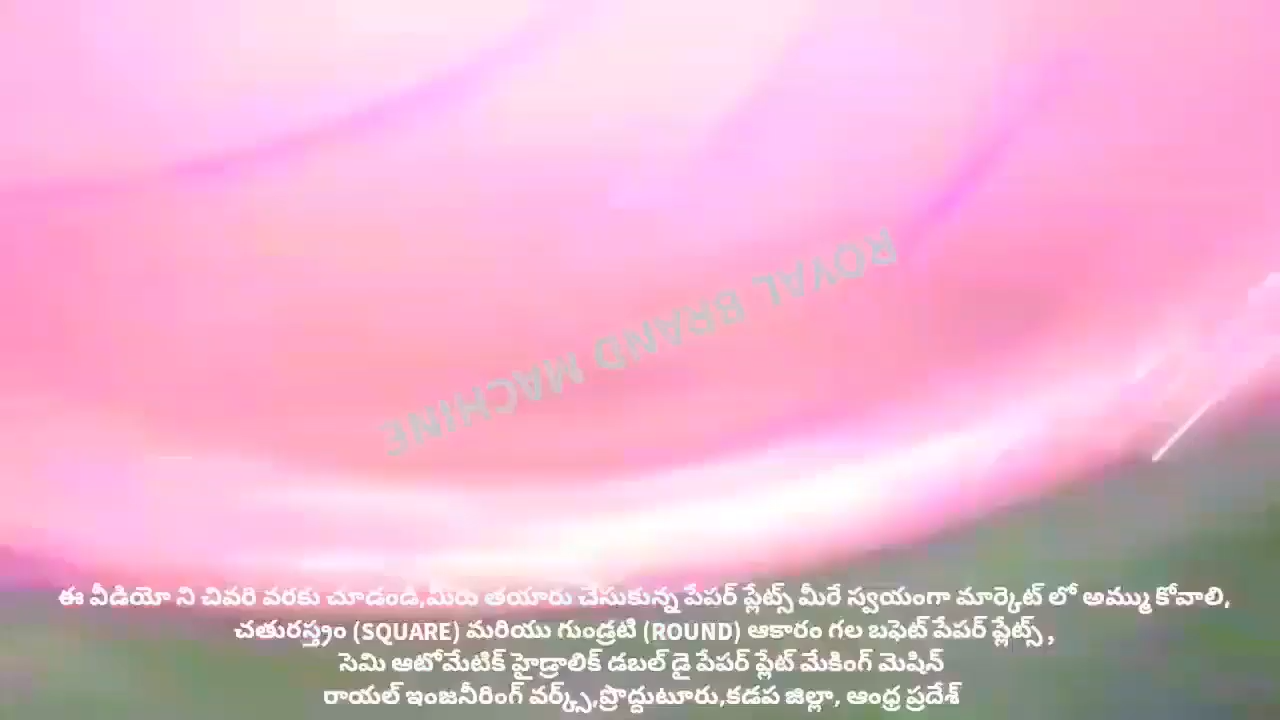 ROYAL BRAND MACHINE
ఈ వీడియో ని చివరి వరకు చూడండి,మీరు తయారు చేసుకున్న పేపర్ ప్లేట్స్ మీరే స్వయంగా మార్కెట్ లో అమ్ము కోవాలి,
చతురస్త్రం (SQUARE) మరియు గుండ్రటి (ROUND) ఆకారం గల బఫెట్ పేపర్ ప్లేట్స్ ,
సెమి ఆటోమేటిక్ హైడ్రాలిక్ డబల్ డై పేపర్ ప్లేట్ మేకింగ్ మెషిన్
రాయల్ ఇంజనీరింగ్ వర్క్స్,ప్రొద్దుటూరు,కడప జిల్లా, ఆంధ్ర ప్రదేశ్